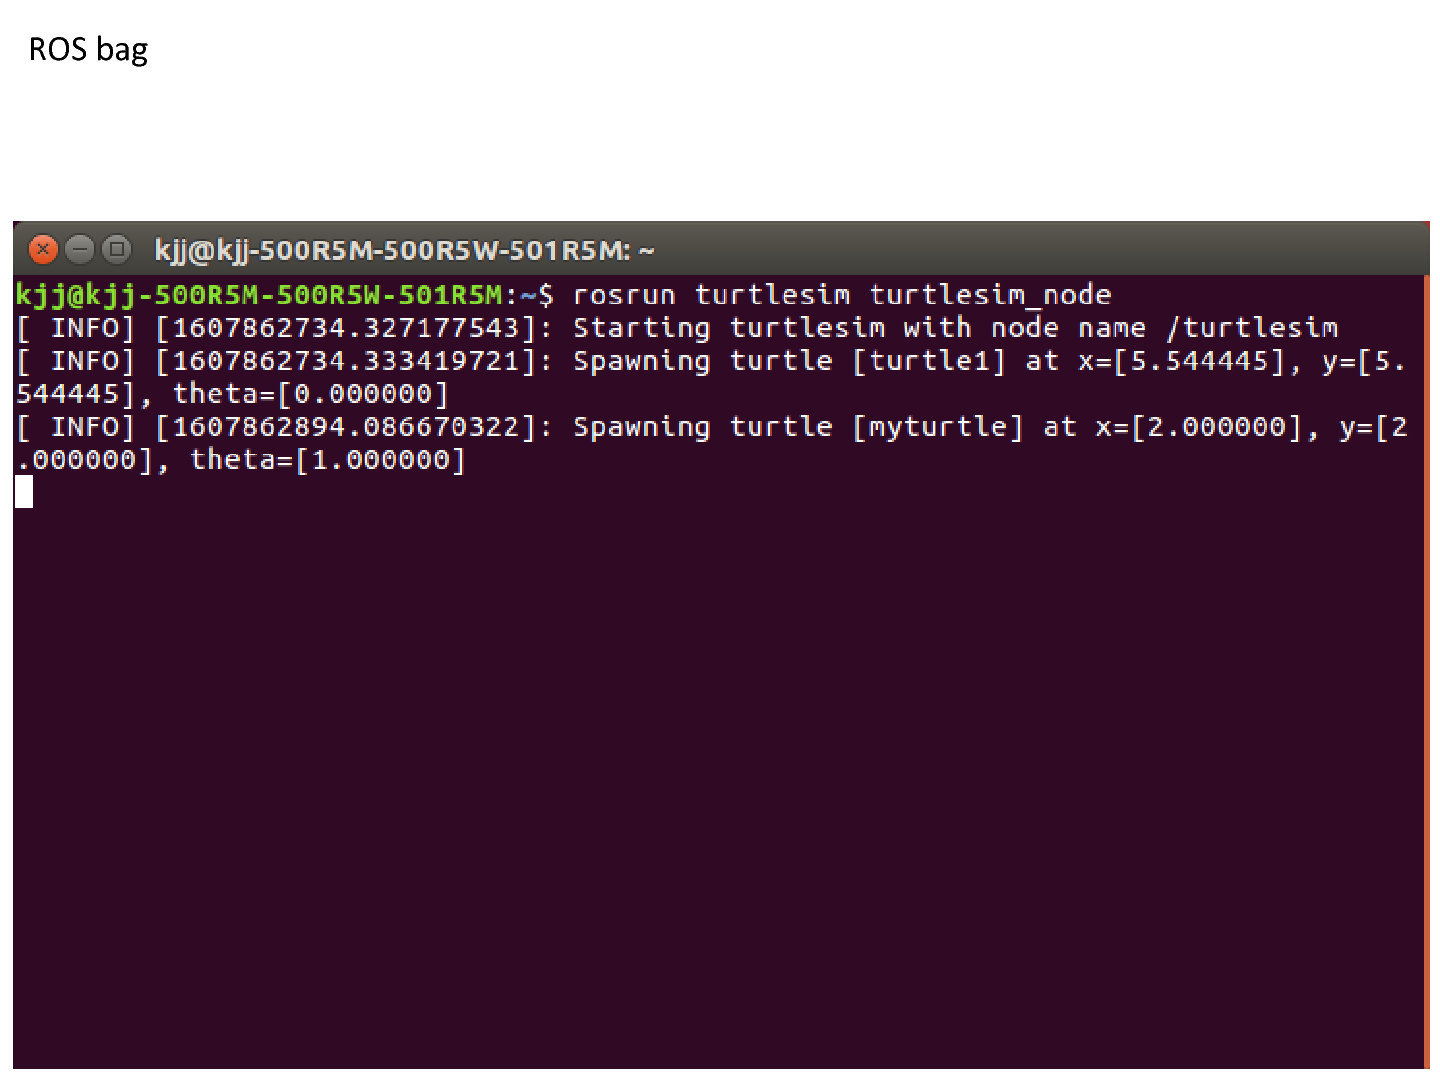 ROS bag
kjj@kjj-500R5M-500R5W-501R5M: ~
kjj@kjj-500R5M-500R5W-501R5M:~$ rosrun turtlesim turtlesim_node
[ INFO] [1607862734.327177543]: Starting turtlesim with node name /turtlesim
[ INFO] [1607862734.333419721]: Spawning turtle [turtle1] at x=[5.544445], y=[5.
544445], theta=[0.000000]
[ INFO] [1607862894.086670322]: Spawning turtle [myturtle] at x=[2.000000], y=[2
.000000], theta=[1.000000]